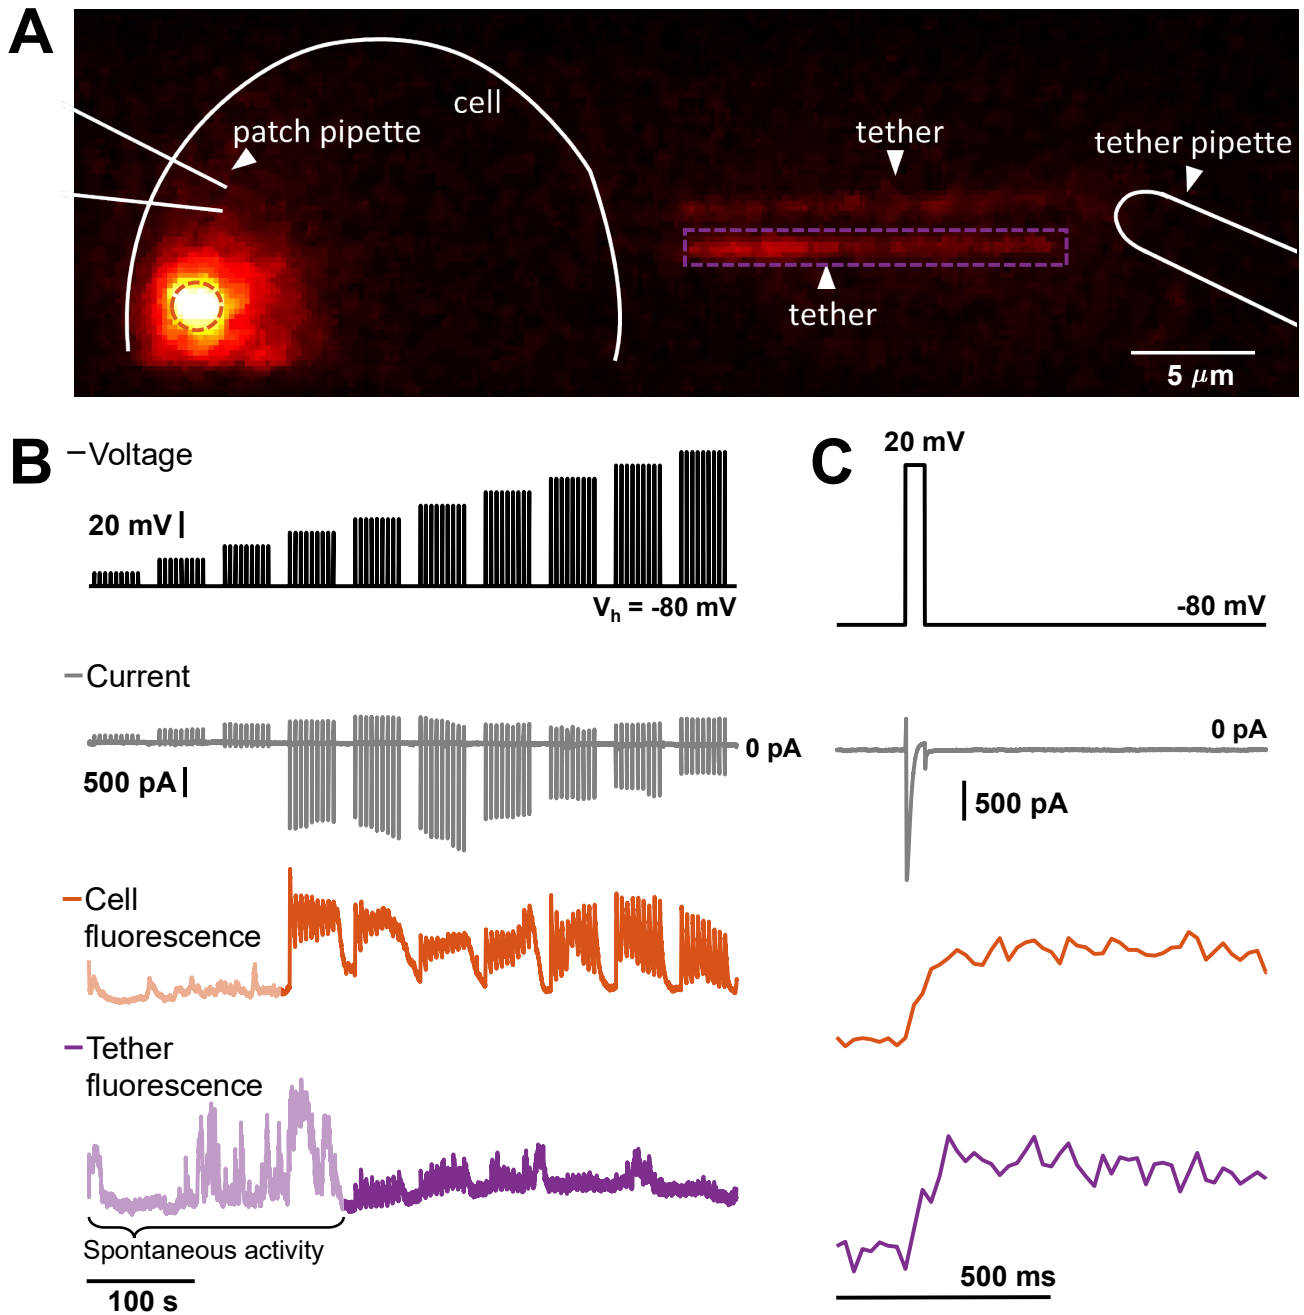 A
cell
patch pipette
tether
tether pipette
tether
5 μm
B
Voltage
20 mV
Vh = -80 mV
Current
0 pA
500 pA
Cell
fluorescence
Tether
fluorescence
Spontaneous activity
100 s
C
20 mV
-80 mV
0 pA
500 pA
500 ms